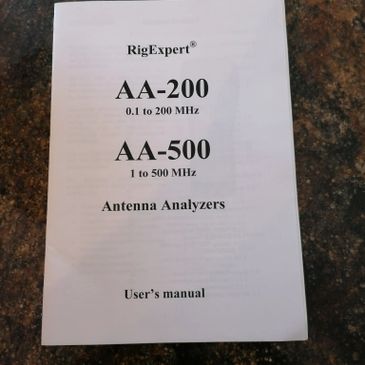 RigExpert®
AA-200
0.1 to 200 MHz
AA-500
1 to 500 MHz
Antenna Analyzers
User's manual